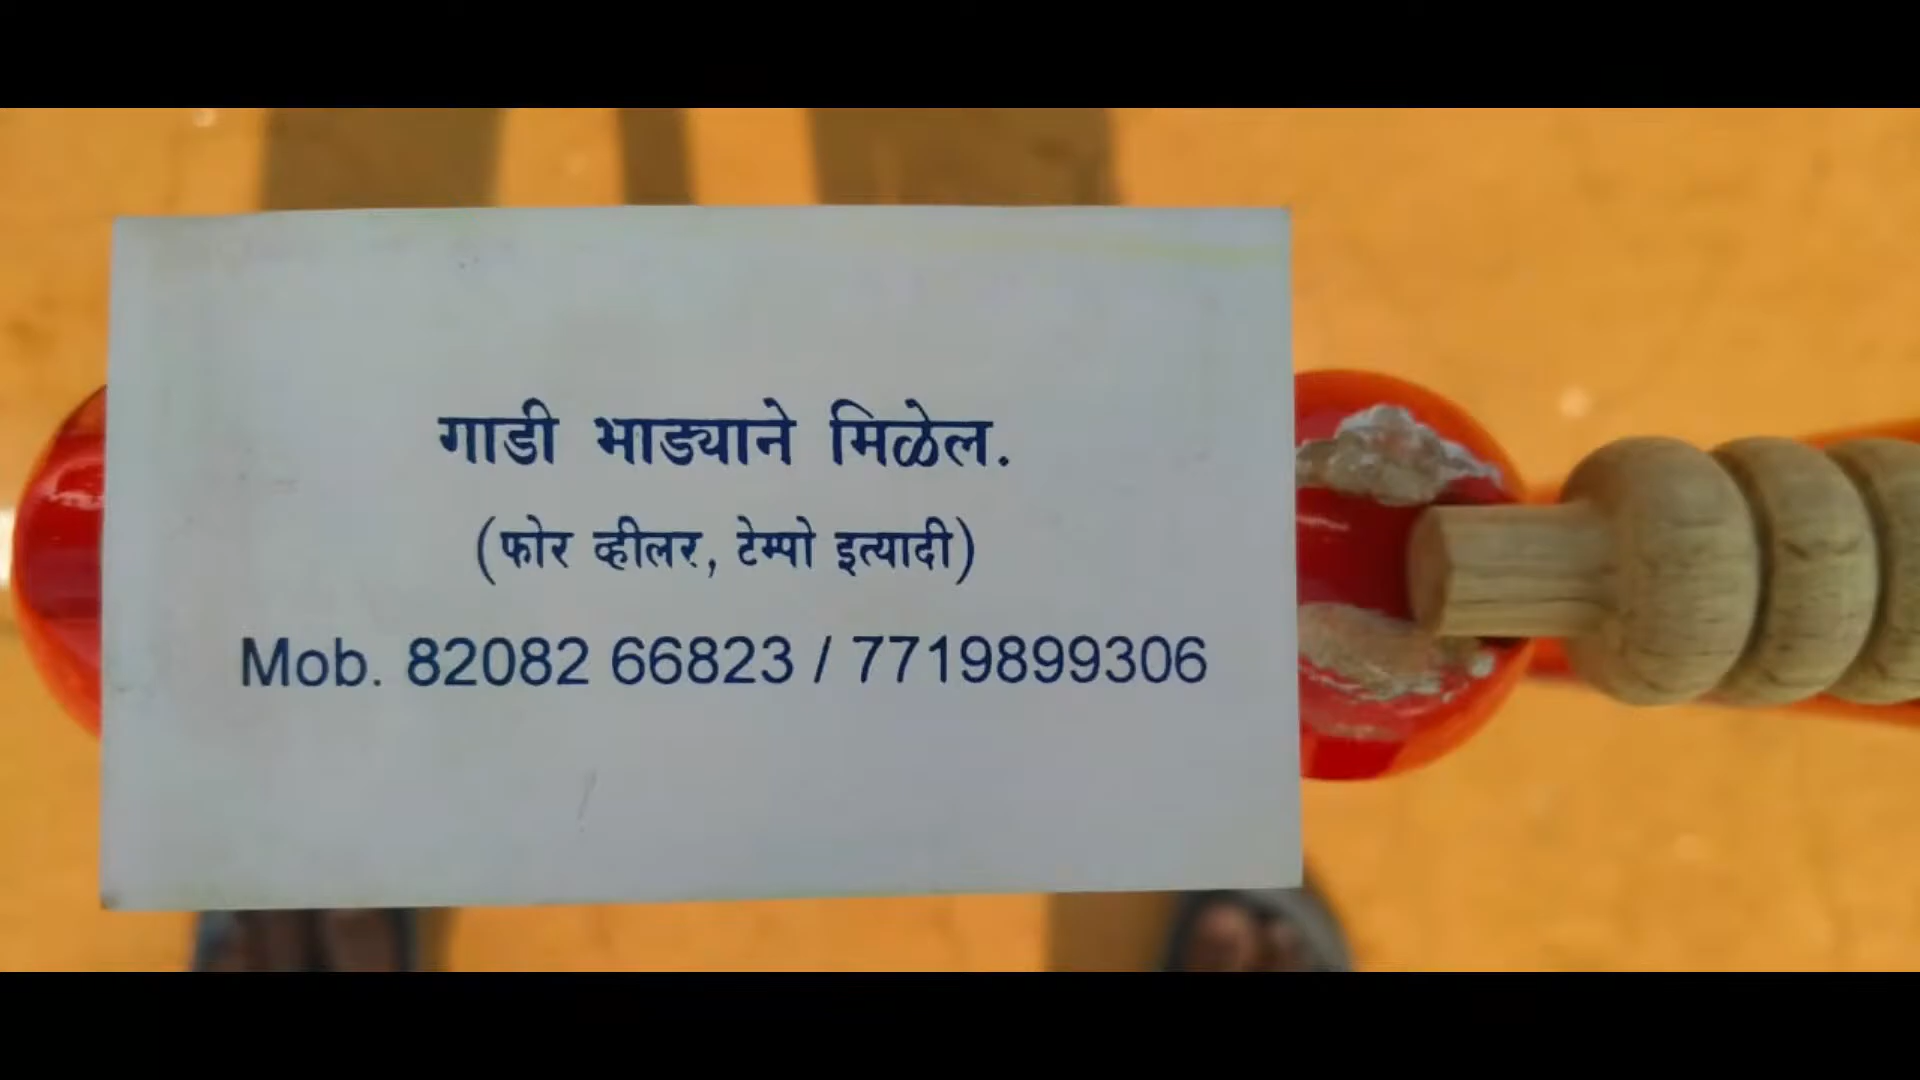 गाडी भाड्याने मिळेल.
(फोर व्हीलर, टेम्पो इत्यादी)
Mob. 82082 66823 / 7719899306